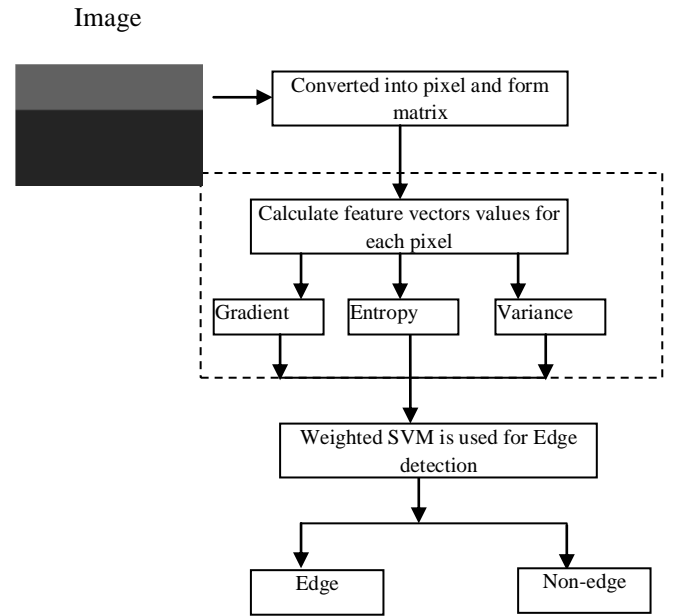 Image
Converted into pixel and form
matrix
Calculate feature vectors values for
each pixel
Gradient
Entropy
Variance
Weighted SVM is used for Edge
detection
Edge
Non-edge